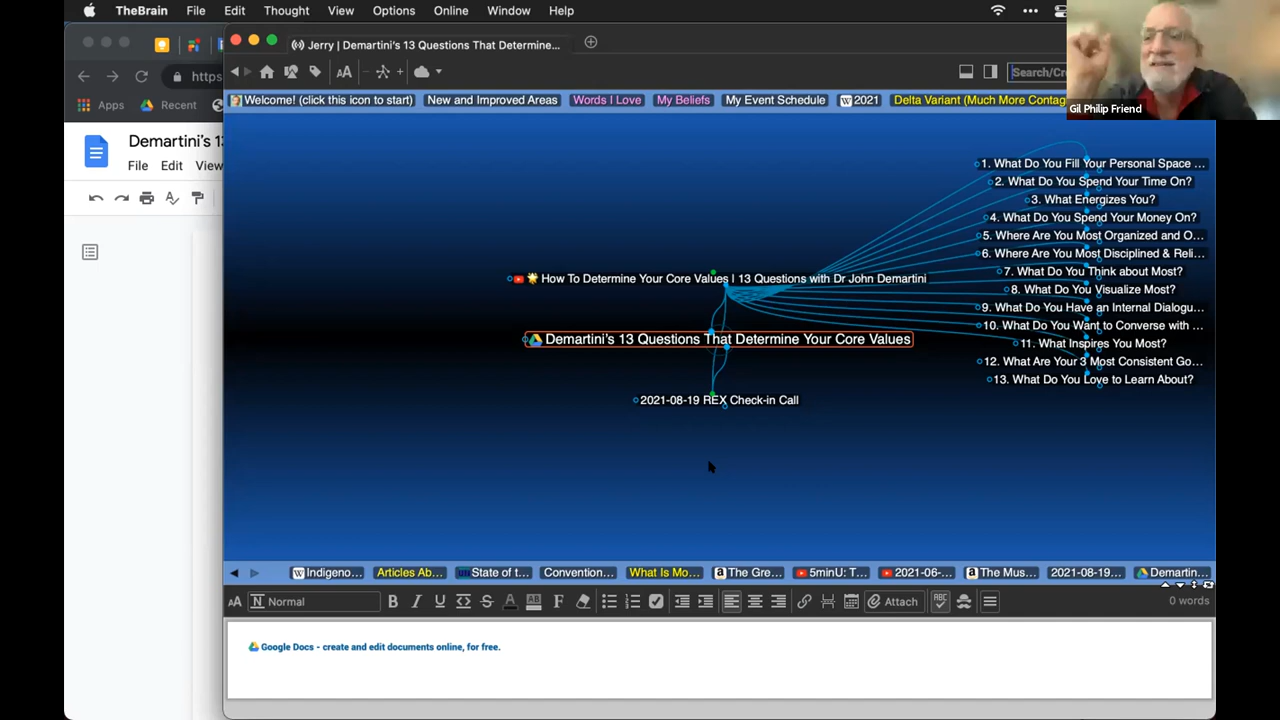 TheBrain File Edit Thought View Options Online Window Help
Jerry | Demartini's 13 Questions That Determine...
https
Search/Cre
Apps Recent
Welcome! (click this icon to start) New and Improved Areas Words I Love My Beliefs My Event Schedule W 2021 Delta Variant (Much More Contag
Gil Philip Friend
Demartini's 13
File Edit View
1. What Do You Fill Your Personal Space ...
2. What Do You Spend Your Time On?
3. What Energizes You?
4. What Do You Spend Your Money On?
5. Where Are You Most Organized and O...
6. Where Are You Most Disciplined & Reli...
7. What Do You Think about Most?
8. What Do You Visualize Most?
9. What Do You Have an Internal Dialogu...
10. What Do You Want to Converse with ...
11. What Inspires You Most?
12. What Are Your 3 Most Consistent Go...
13. What Do You Love to Learn About?
How To Determine Your Core Values | 13 Questions with Dr John Demartini
Demartini's 13 Questions That Determine Your Core Values
2021-08-19 REX Check-in Call
W Indigeno... Articles Ab... State of t... Convention... What Is Mo... a The Gre... 5minU: T... 2021-06-... a The Mus... 2021-08-19... Demartin...
AA N Normal B I U S A AB F Attach ABC 0 words
Google Docs - create and edit documents online, for free.